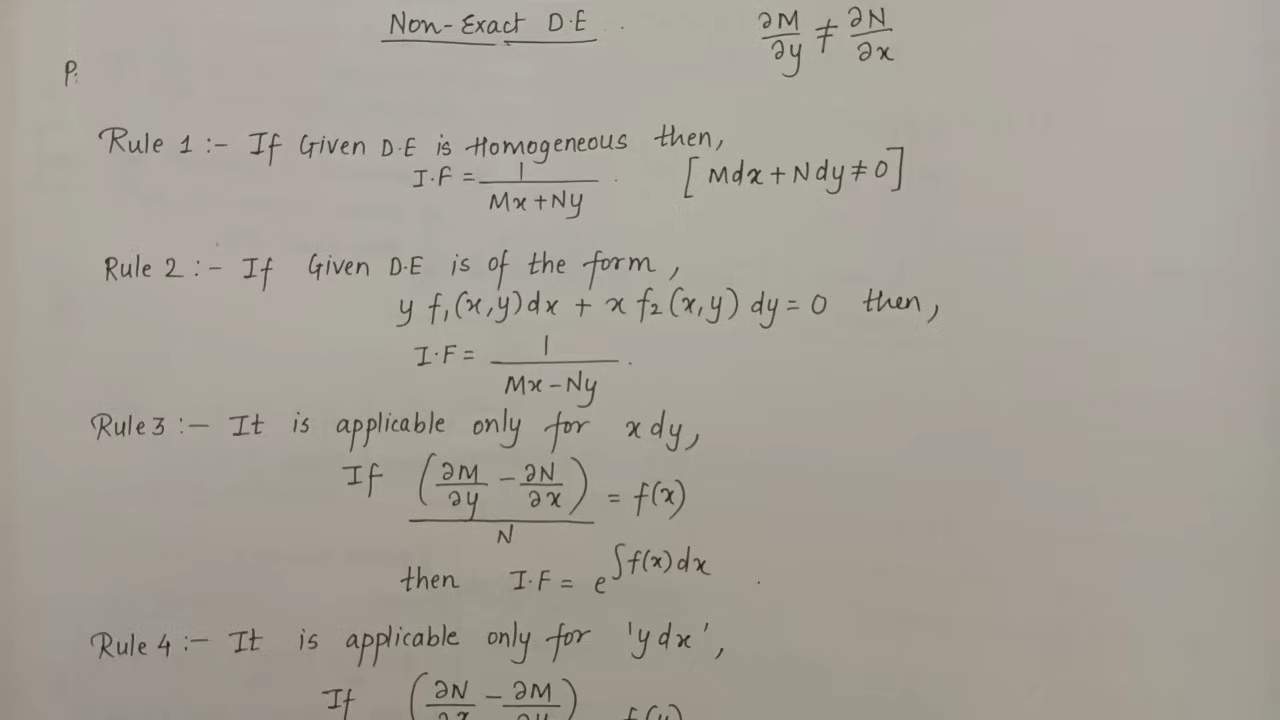 Non-Exact D.E. ∂M/∂y ≠ ∂N/∂x
P:
Rule 1 :- If Given D.E is Homogeneous then,
I.F = 1/(Mx + Ny) . [Mdx + Ndy ≠ 0]
Rule 2 :- If Given D.E is of the form,
y f₁(x,y)dx + x f₂(x,y) dy = 0 then,
I.F = 1/(Mx - Ny) .
Rule 3 :- It is applicable only for x dy,
If (∂M/∂y - ∂N/∂x)/N = f(x)
then I.F = e^∫f(x)dx .
Rule 4 :- It is applicable only for 'y dx',
If (∂N/∂x - ∂M/∂y) f(y)